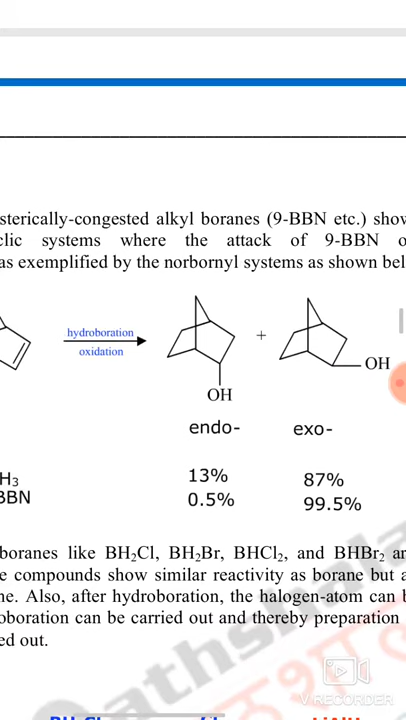 sterically-congested alkyl boranes (9-BBN etc.) show
clic systems where the attack of 9-BBN o
as exemplified by the norbornyl systems as shown bel
hydroboration
oxidation
+
OH
OH
endo-
exo-
H3
13%
87%
BBN
0.5%
99.5%
boranes like BH2Cl, BH2Br, BHCl2, and BHBr2 ar
e compounds show similar reactivity as borane but a
ne. Also, after hydroboration, the halogen-atom can b
oboration can be carried out and thereby preparation
ed out.
athshala
पाठशाला
V RECORDER